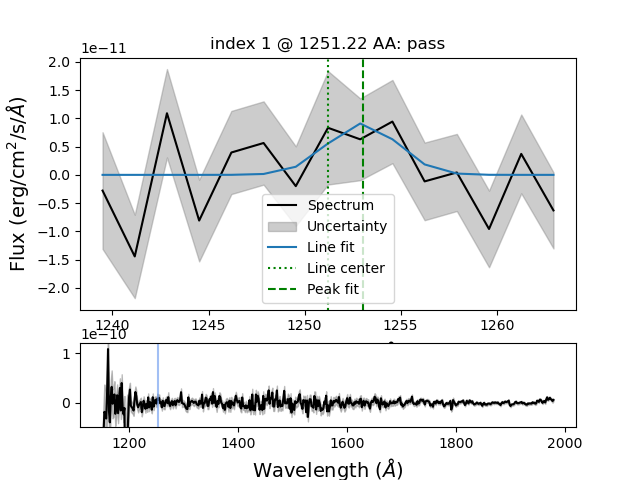 index 1 @ 1251.22 AA: pass
1e−11
2.0
1.5
1.0
0.5
0.0
−0.5
−1.0
−1.5
−2.0
Flux (erg/cm²/s/Å)
Spectrum
Uncertainty
Line fit
Line center
Peak fit
1240 1245 1250 1255 1260
1e−10
1
0
1200 1400 1600 1800 2000
Wavelength (Å)